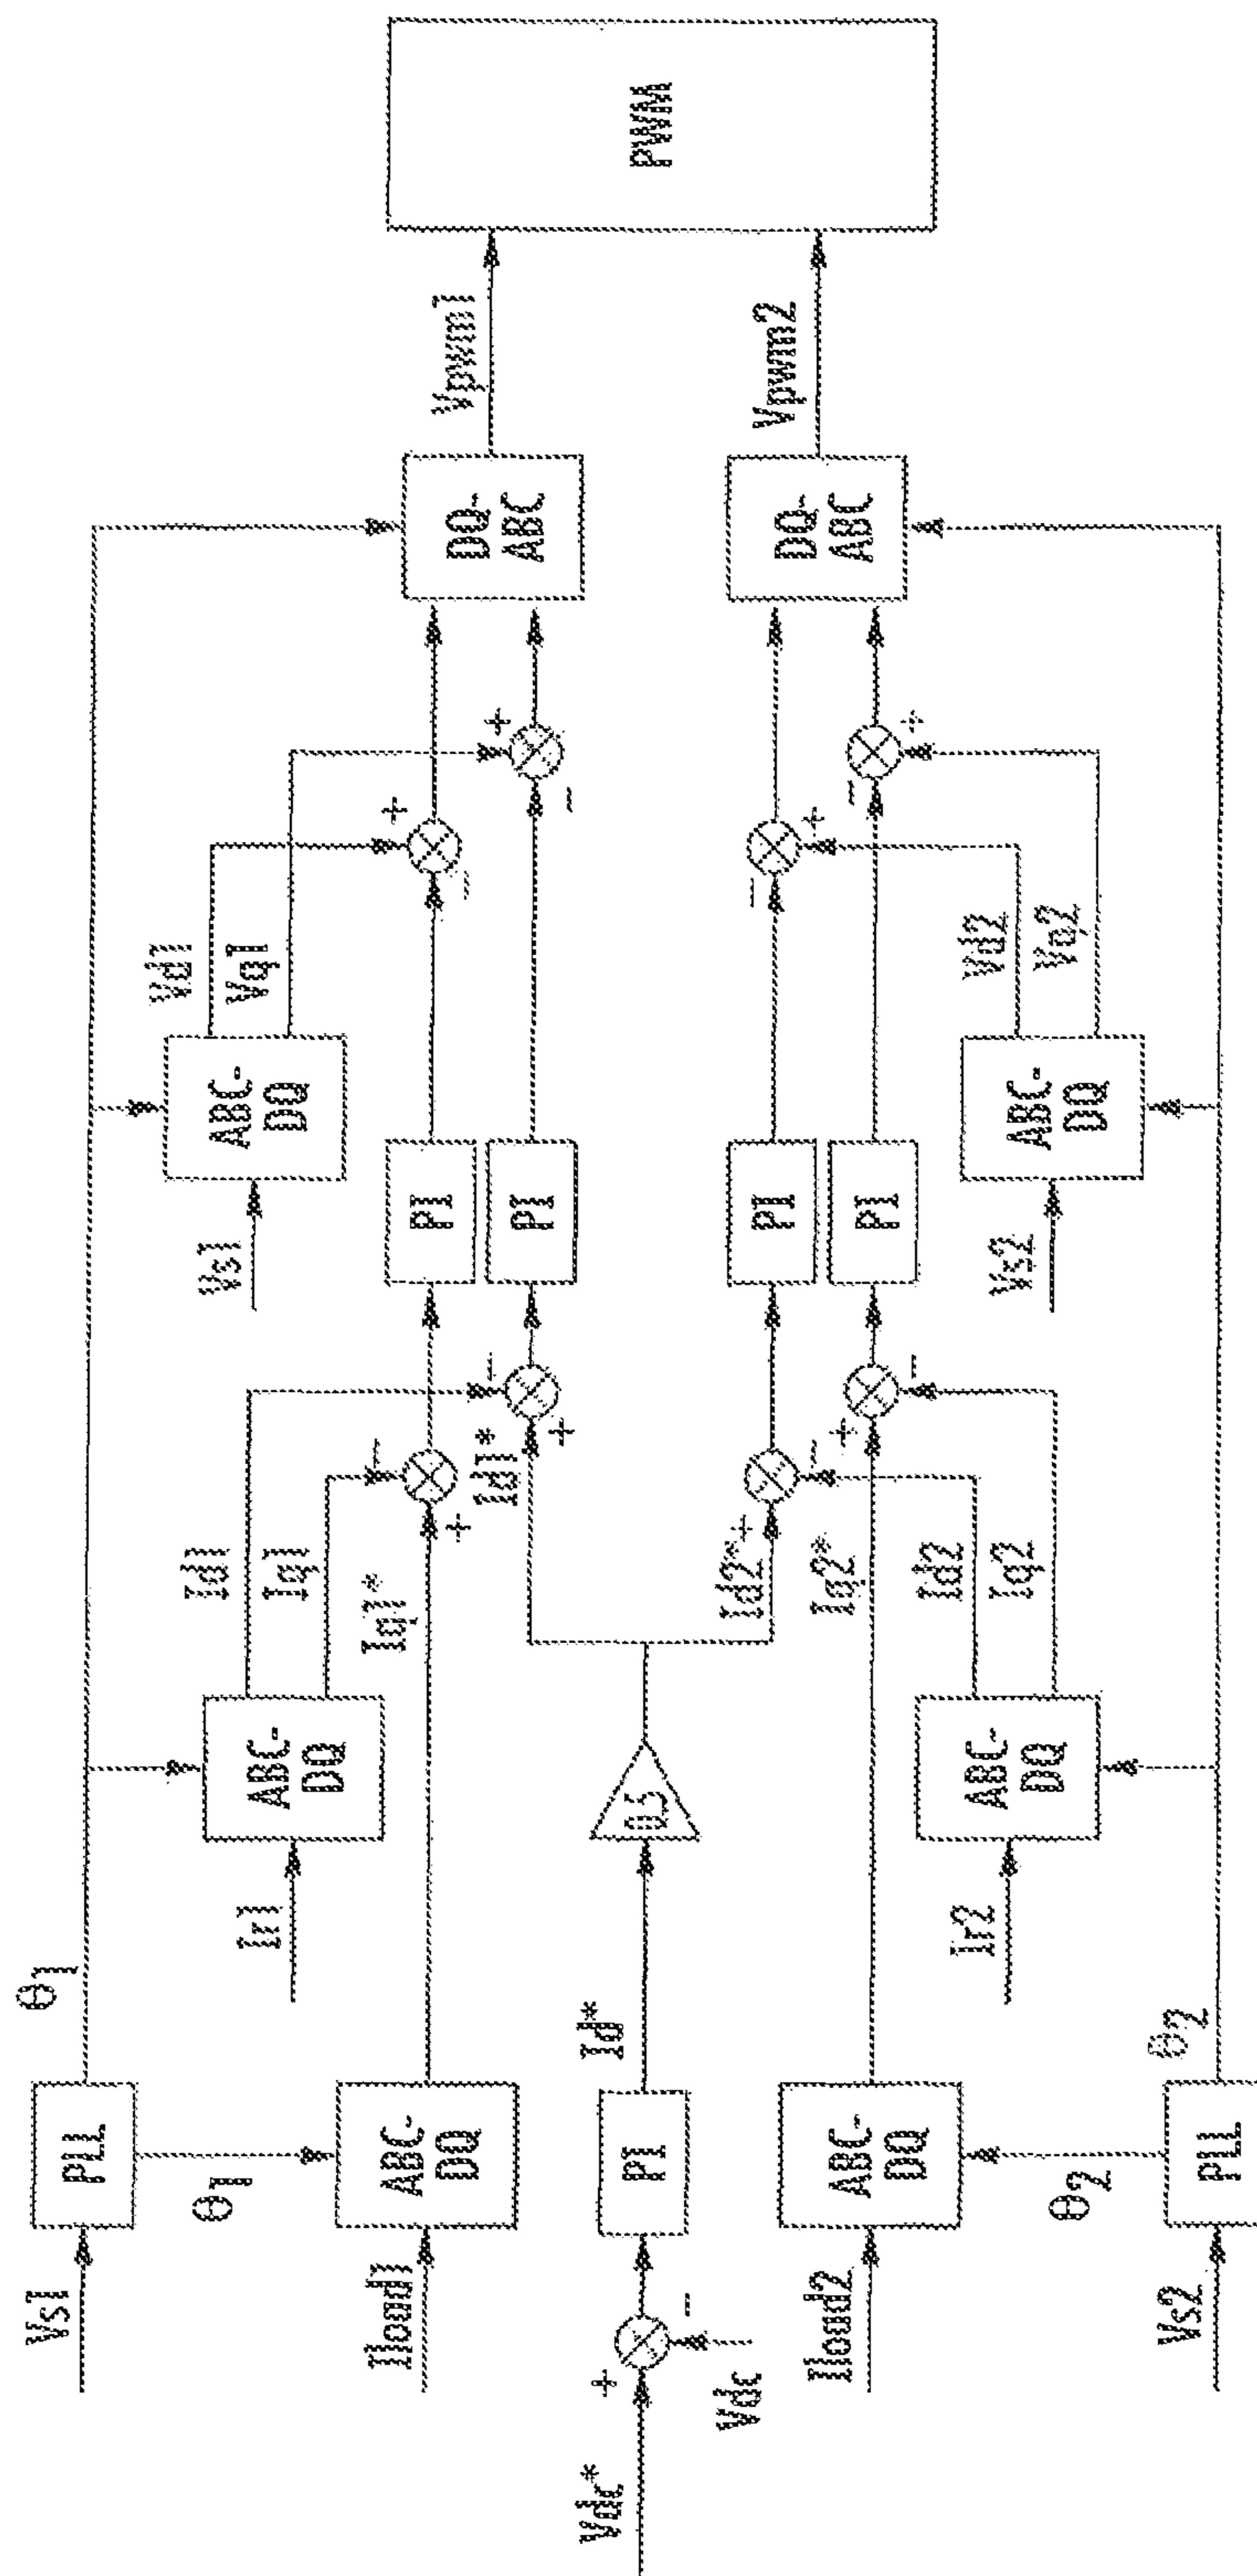 Vs1
PLL
θ1
θ1
Iload1
ABC-
DQ
Ir1
ABC-
DQ
Id1
Iq1
Iq1*
-
+
Id1*
-
+
PI
PI
Vs1
ABC-
DQ
Vd1
Vq1
+
-
+
-
DQ-
ABC
Vpwm1
Vdc*
+
-
Vdc
PI
Id*
0.5
PWM
Id2*
+
-
Iq2*
+
-
PI
PI
-
+
-
+
DQ-
ABC
Vpwm2
Iload2
ABC-
DQ
Ir2
ABC-
DQ
Id2
Iq2
Vs2
ABC-
DQ
Vd2
Vq2
θ2
Vs2
PLL
θ2